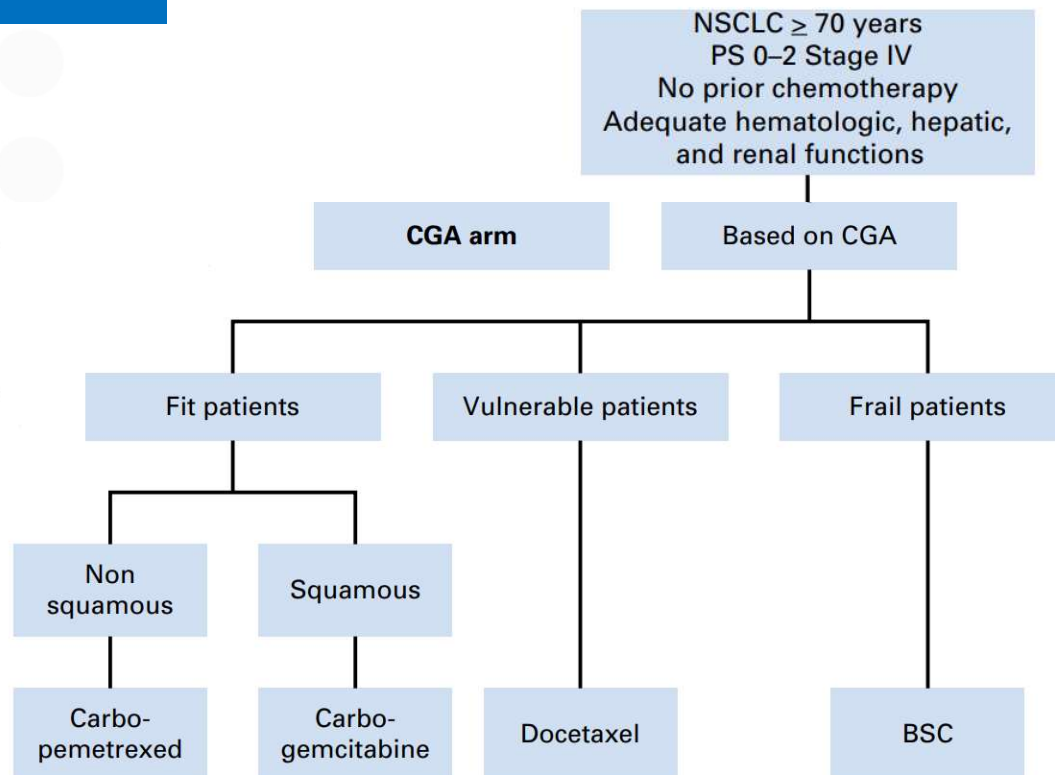 NSCLC ≥ 70 years
PS 0–2 Stage IV
No prior chemotherapy
Adequate hematologic, hepatic,
and renal functions
CGA arm
Based on CGA
Fit patients
Vulnerable patients
Frail patients
Non
squamous
Squamous
Carbo-
pemetrexed
Carbo-
gemcitabine
Docetaxel
BSC